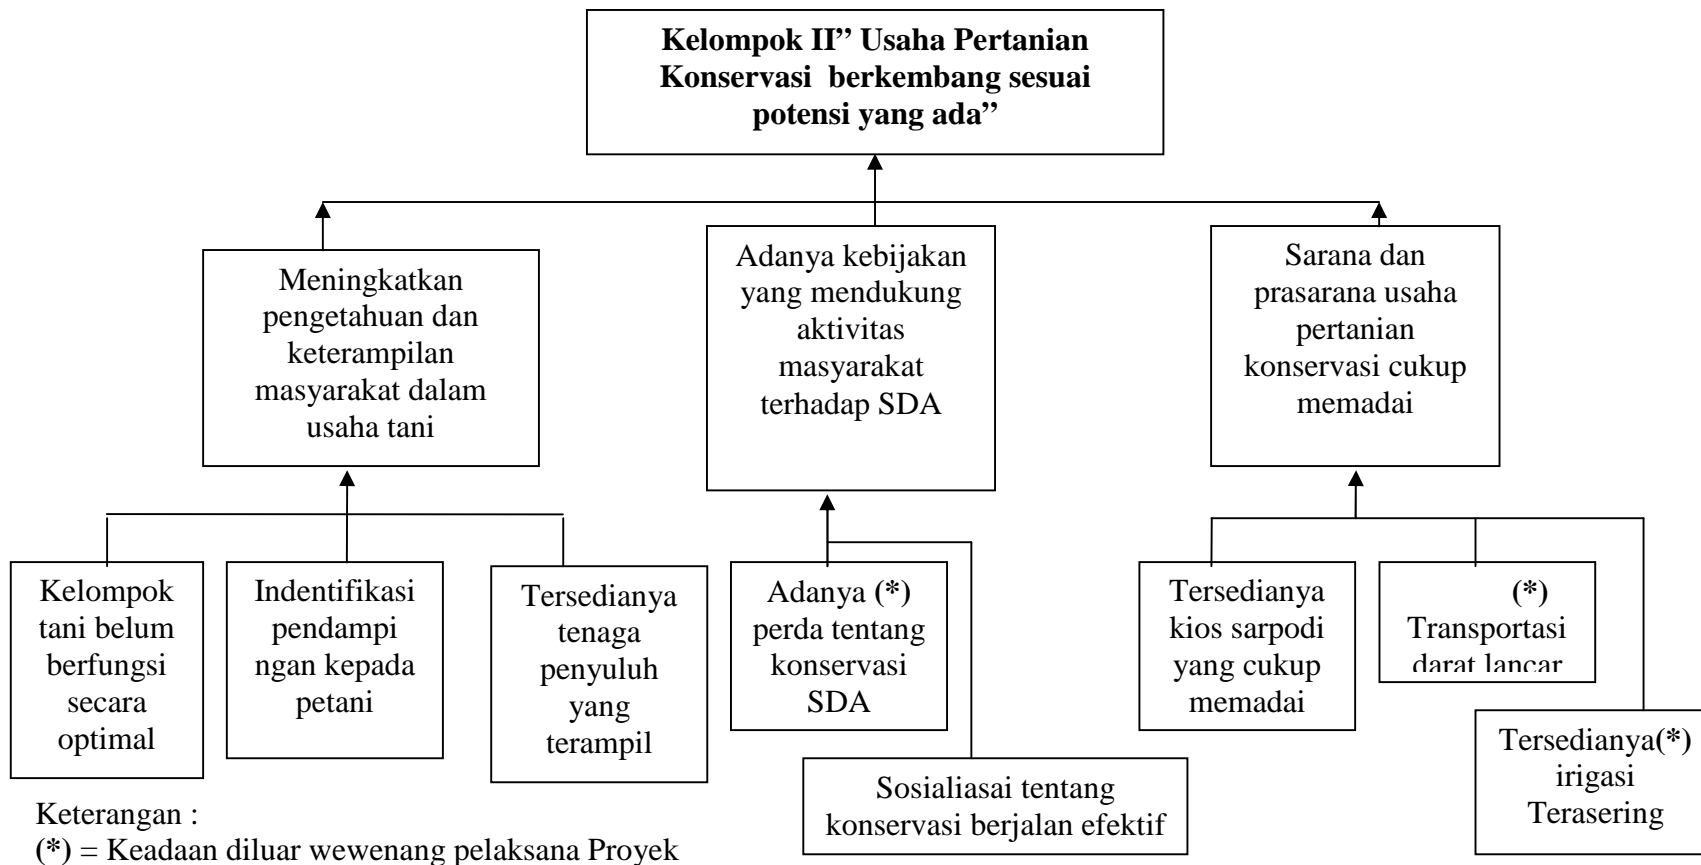 Kelompok II” Usaha Pertanian
Konservasi berkembang sesuai
potensi yang ada”
Meningkatkan
pengetahuan dan
keterampilan
masyarakat dalam
usaha tani
Adanya kebijakan
yang mendukung
aktivitas
masyarakat
terhadap SDA
Sarana dan
prasarana usaha
pertanian
konservasi cukup
memadai
Kelompok
tani belum
berfungsi
secara
optimal
Indentifikasi
pendampi
ngan kepada
petani
Tersedianya
tenaga
penyuluh
yang
terampil
Adanya (*)
perda tentang
konservasi
SDA
Sosialiasai tentang
konservasi berjalan efektif
Tersedianya
kios sarpodi
yang cukup
memadai
(*)
Transportasi
darat lancar
Tersedianya(*)
irigasi
Terasering
Keterangan :
(*) = Keadaan diluar wewenang pelaksana Proyek